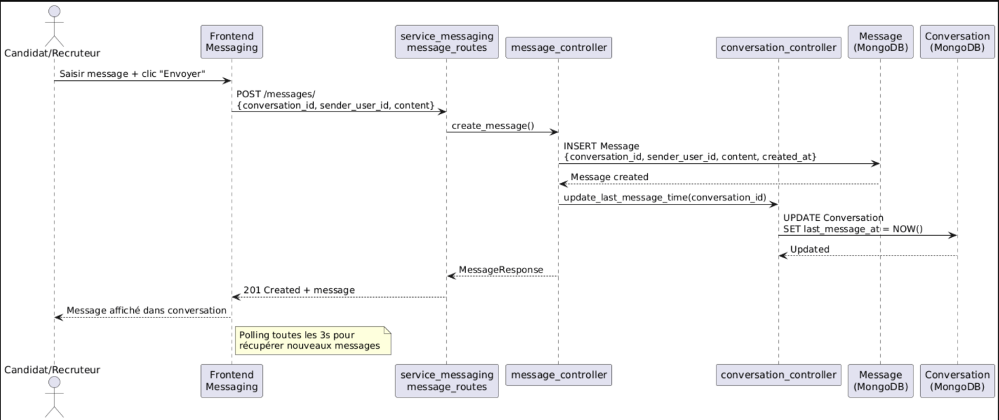 Candidat/Recruteur
Frontend
Messaging
service_messaging
message_routes
message_controller
conversation_controller
Message
(MongoDB)
Conversation
(MongoDB)
Saisir message + clic "Envoyer"
POST /messages/
{conversation_id, sender_user_id, content}
create_message()
INSERT Message
{conversation_id, sender_user_id, content, created_at}
Message created
update_last_message_time(conversation_id)
UPDATE Conversation
SET last_message_at = NOW()
Updated
MessageResponse
201 Created + message
Message affiché dans conversation
Polling toutes les 3s pour
récupérer nouveaux messages
Candidat/Recruteur
Frontend
Messaging
service_messaging
message_routes
message_controller
conversation_controller
Message
(MongoDB)
Conversation
(MongoDB)